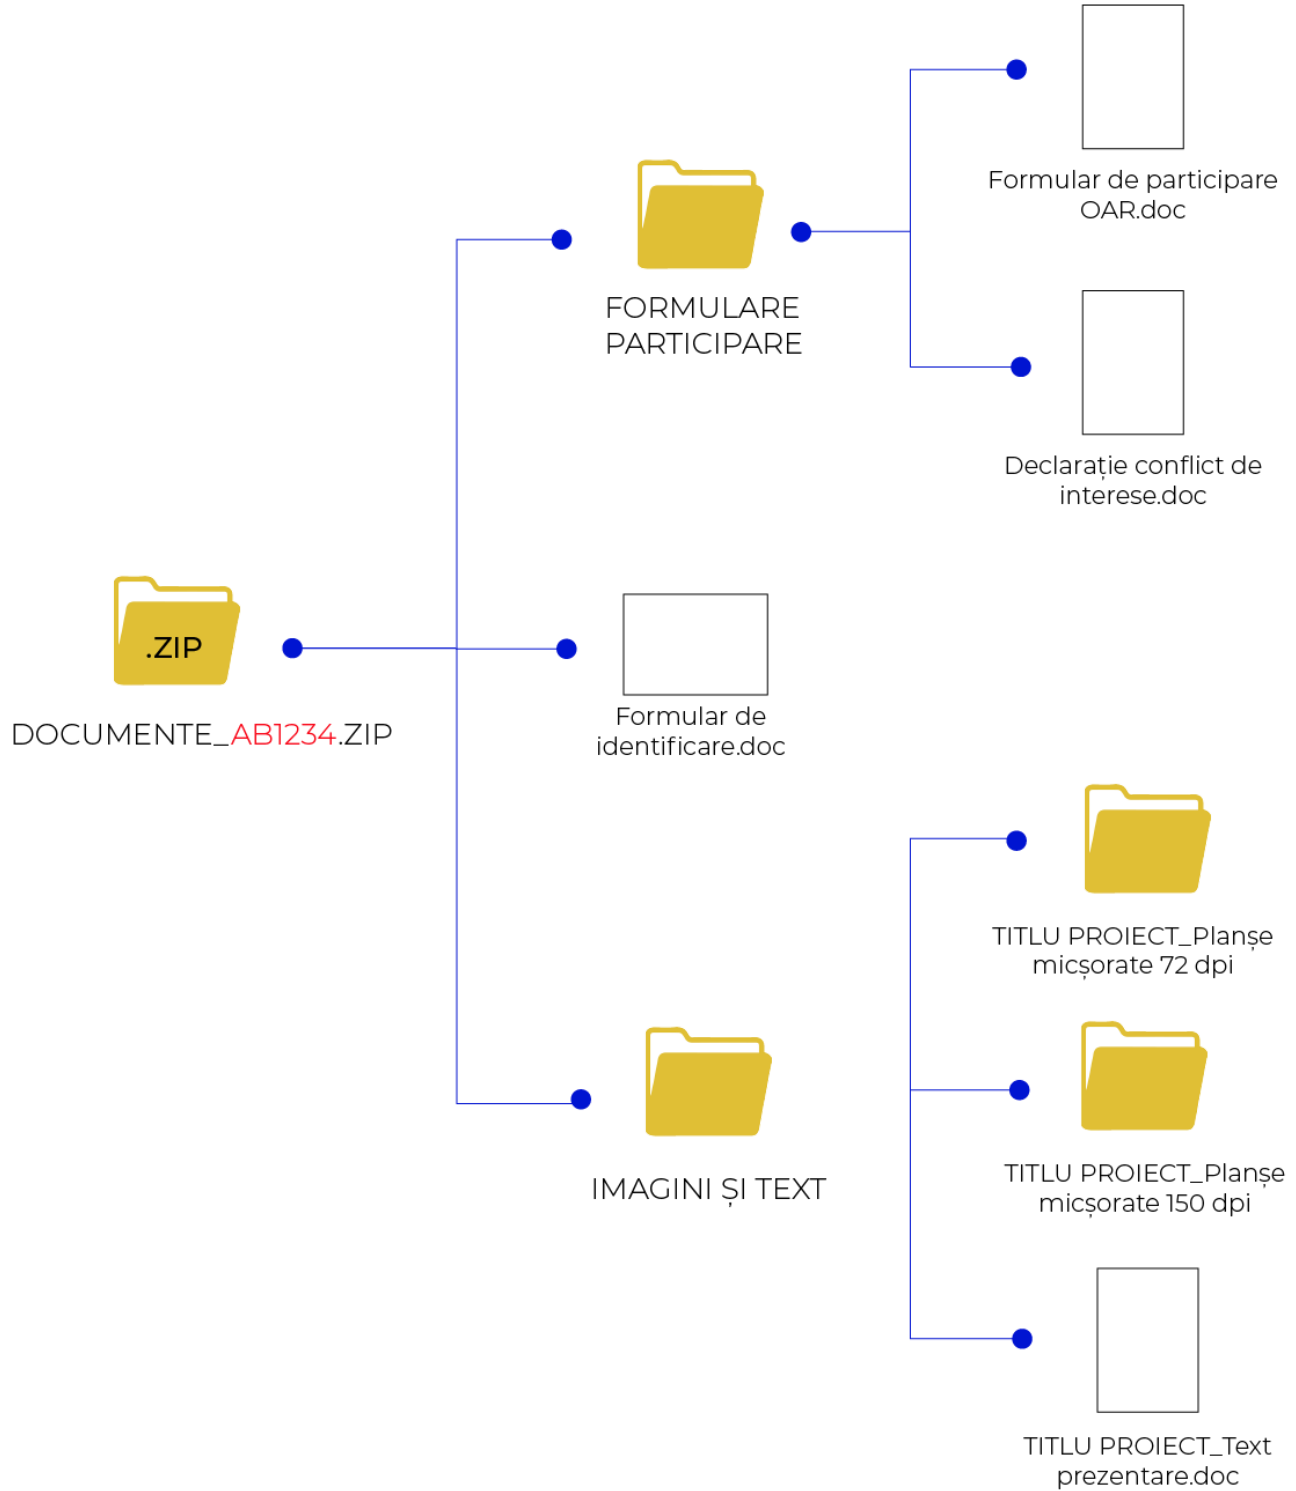 Formular de participare
OAR.doc
FORMULARE
PARTICIPARE
Declarație conflict de
interese.doc
.ZIP
DOCUMENTE_AB1234.ZIP
Formular de
identificare.doc
TITLU PROIECT_Planșe
micșorate 72 dpi
IMAGINI ȘI TEXT
TITLU PROIECT_Planșe
micșorate 150 dpi
TITLU PROIECT_Text
prezentare.doc